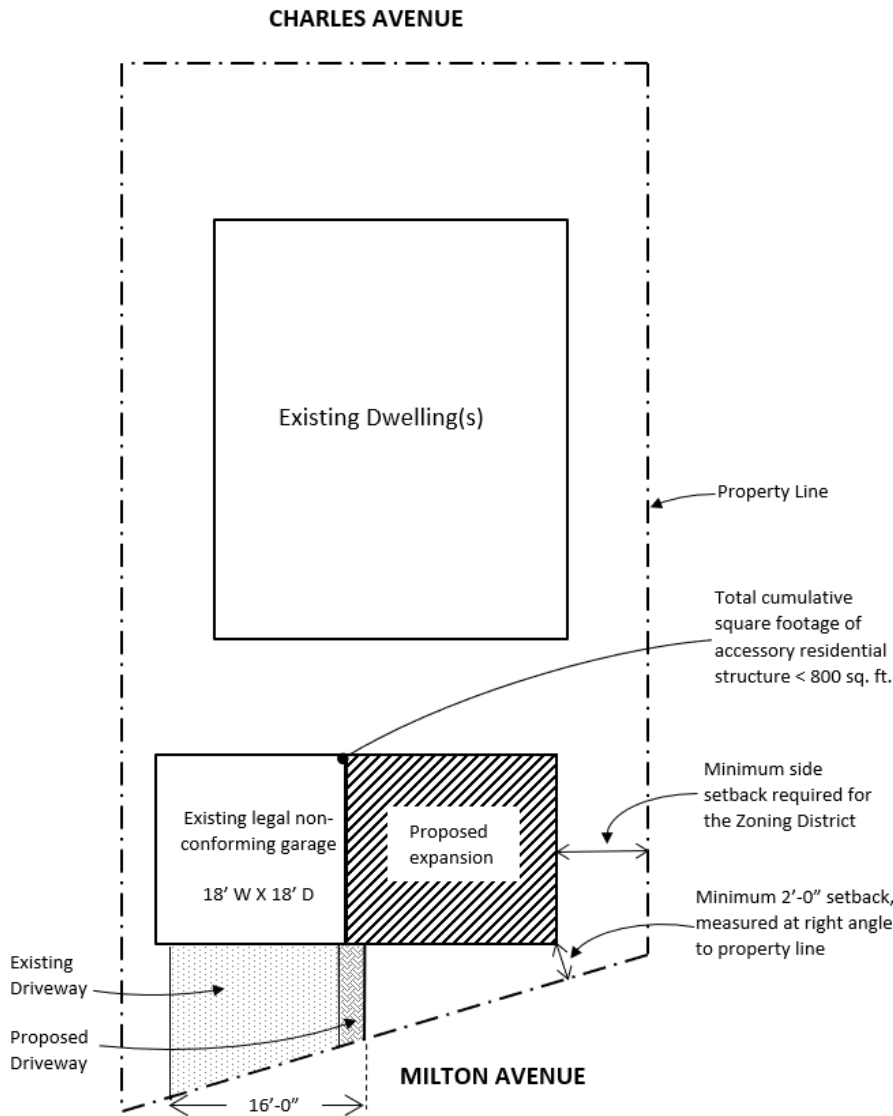 CHARLES AVENUE
Existing Dwelling(s)
Property Line
Total cumulative
square footage of
accessory residential
structure < 800 sq. ft.
Minimum side
setback required for
the Zoning District
Existing legal non-
conforming garage
18’ W X 18’ D
Proposed
expansion
Minimum 2’-0” setback,
measured at right angle
to property line
Existing
Driveway
Proposed
Driveway
MILTON AVENUE
16’-0”